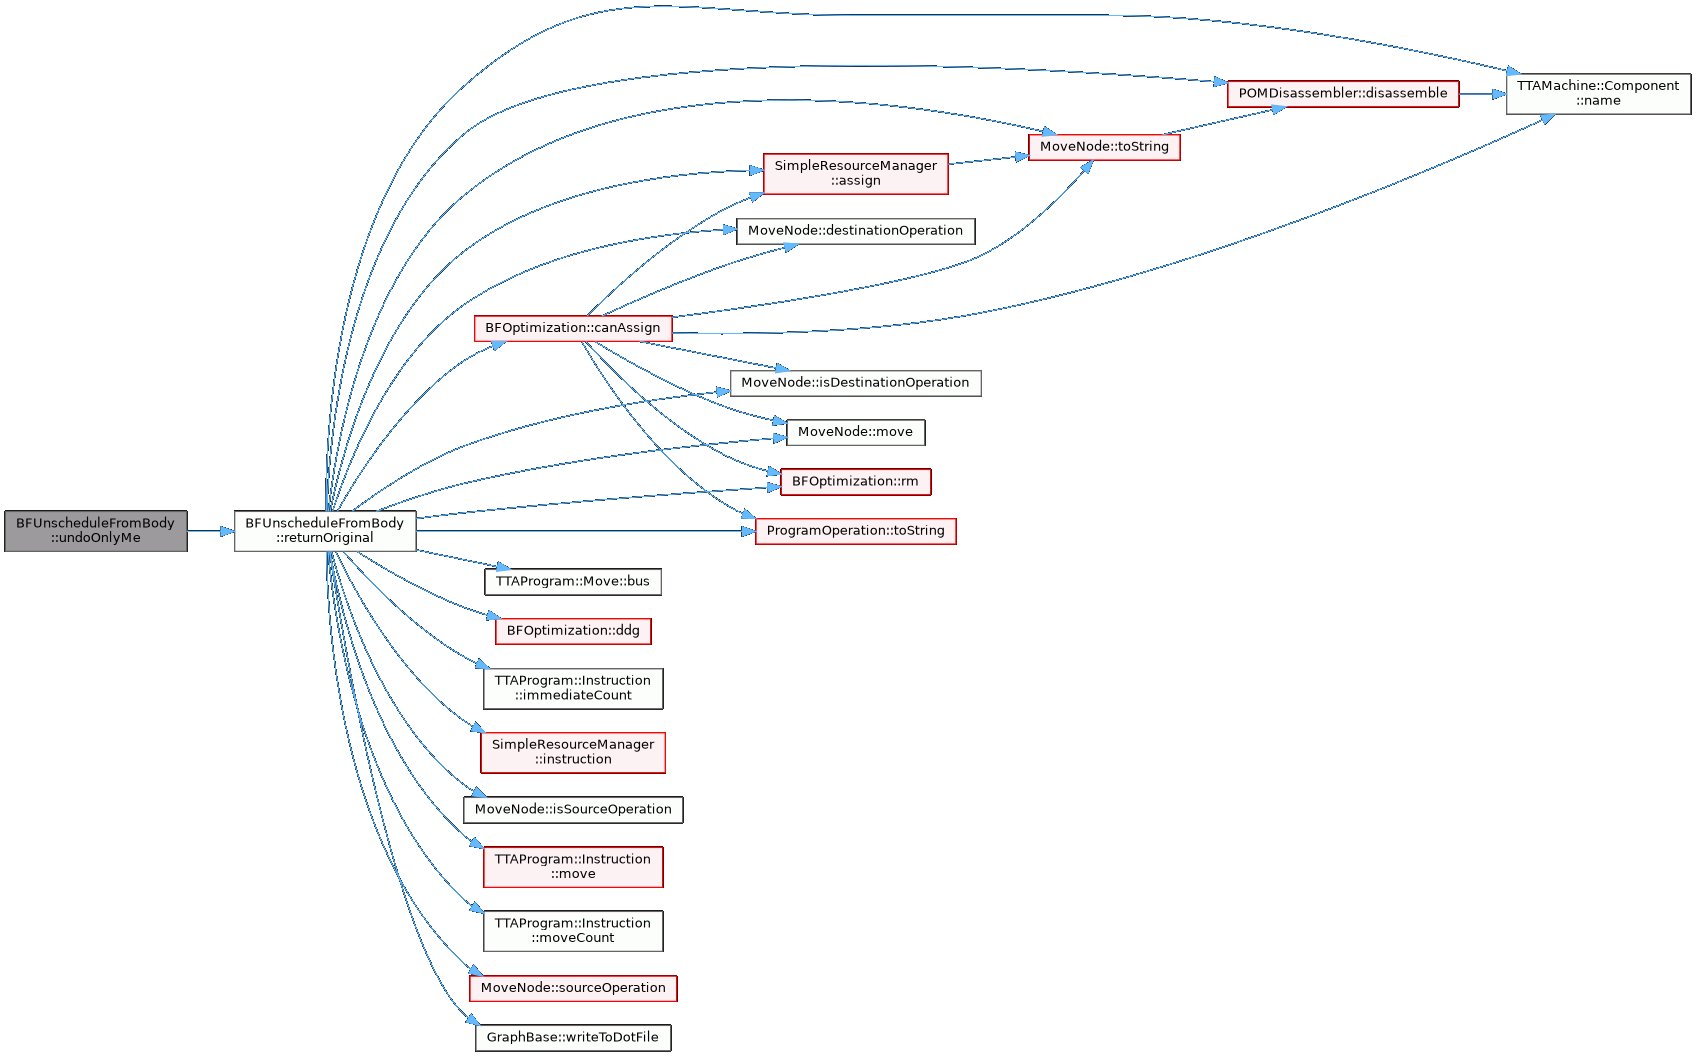 TTAMachine::Component
::name
POMDisassembler::disassemble
MoveNode::toString
SimpleResourceManager
::assign
MoveNode::destinationOperation
BFOptimization::canAssign
MoveNode::isDestinationOperation
MoveNode::move
BFOptimization::rm
BFUnscheduleFromBody
::undoOnlyMe
BFUnscheduleFromBody
::returnOriginal
ProgramOperation::toString
TTAProgram::Move::bus
BFOptimization::ddg
TTAProgram::Instruction
::immediateCount
SimpleResourceManager
::instruction
MoveNode::isSourceOperation
TTAProgram::Instruction
::move
TTAProgram::Instruction
::moveCount
MoveNode::sourceOperation
GraphBase::writeToDotFile